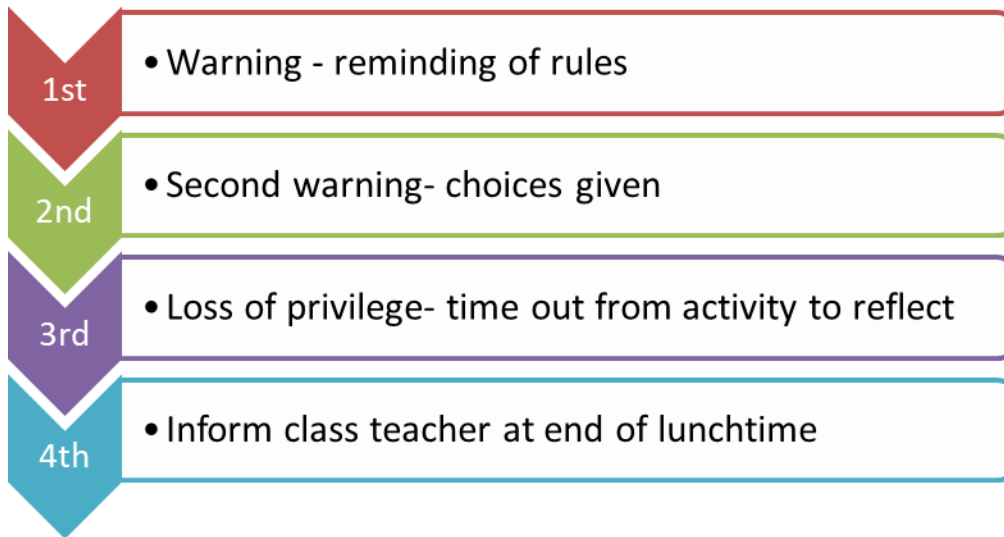 1st
• Warning - reminding of rules
2nd
• Second warning- choices given
3rd
• Loss of privilege- time out from activity to reflect
4th
• Inform class teacher at end of lunchtime